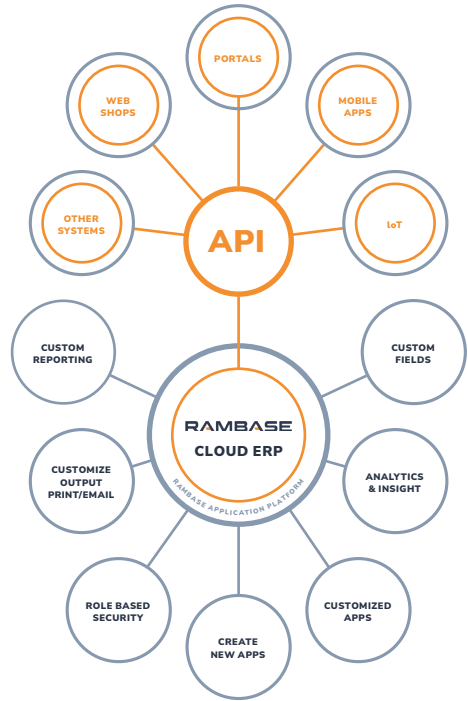 PORTALS
WEB
SHOPS
MOBILE
APPS
OTHER
SYSTEMS
API
IoT
CUSTOM
REPORTING
CUSTOM
FIELDS
RAMBASE
CLOUD ERP
RAMBASE APPLICATION PLATFORM
CUSTOMIZE
OUTPUT
PRINT/EMAIL
ANALYTICS
& INSIGHT
ROLE BASED
SECURITY
CUSTOMIZED
APPS
CREATE
NEW APPS